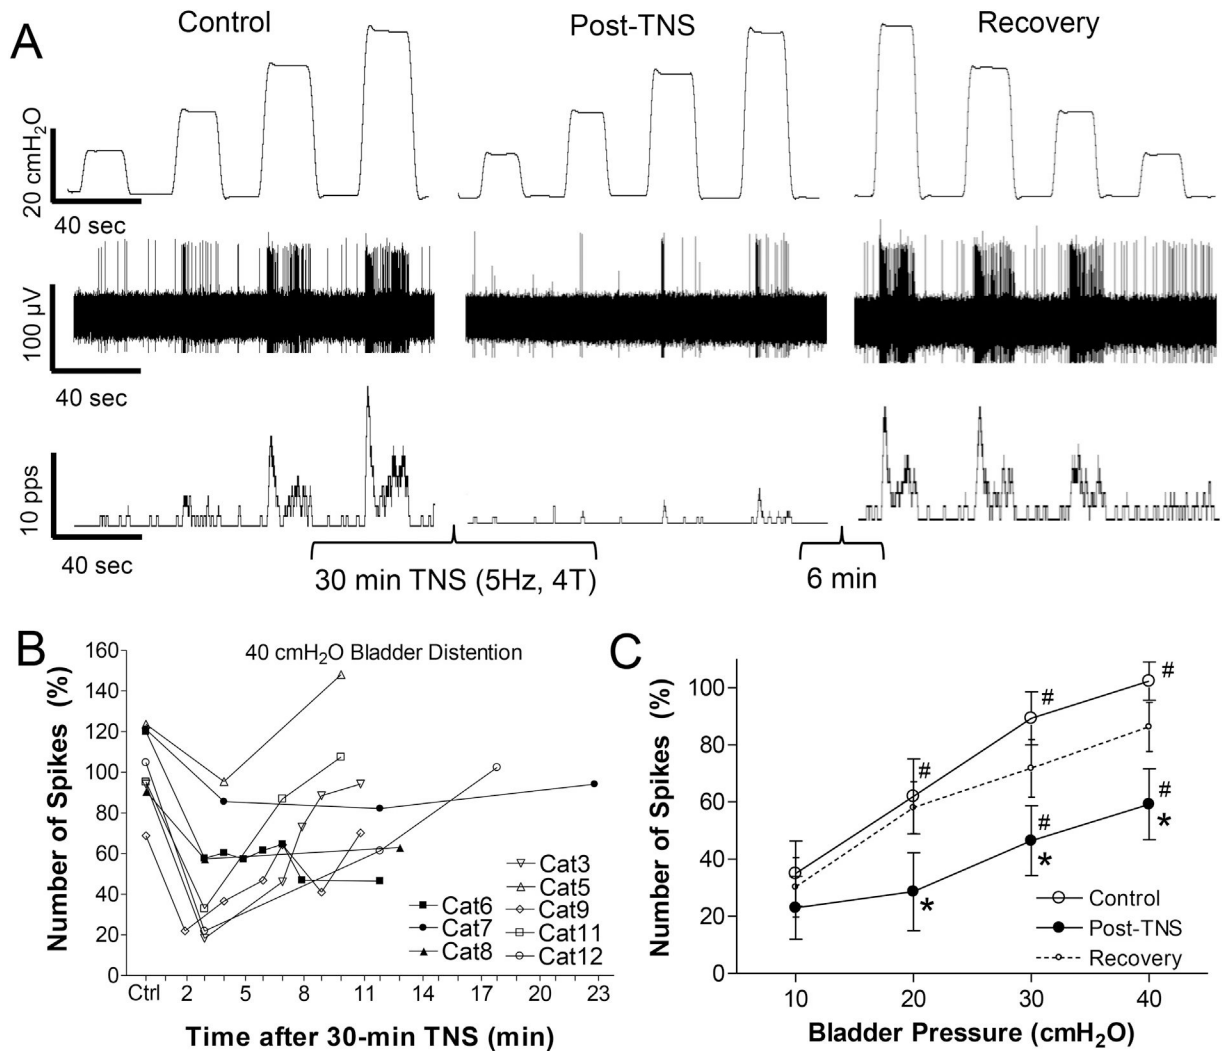 A
Control
Post-TNS
Recovery
20 cmH₂O
40 sec
100 µV
40 sec
10 pps
40 sec
30 min TNS (5Hz, 4T)
6 min
B
40 cmH₂O Bladder Distention
Number of Spikes (%)
160
140
120
100
80
60
40
20
0
Ctrl 2 5 8 11 14 17 20 23
Time after 30-min TNS (min)
Cat6
Cat7
Cat8
Cat3
Cat5
Cat9
Cat11
Cat12
C
Number of Spikes (%)
100
80
60
40
20
0
# # #
# #
* * *
Control
Post-TNS
Recovery
10 20 30 40
Bladder Pressure (cmH₂O)